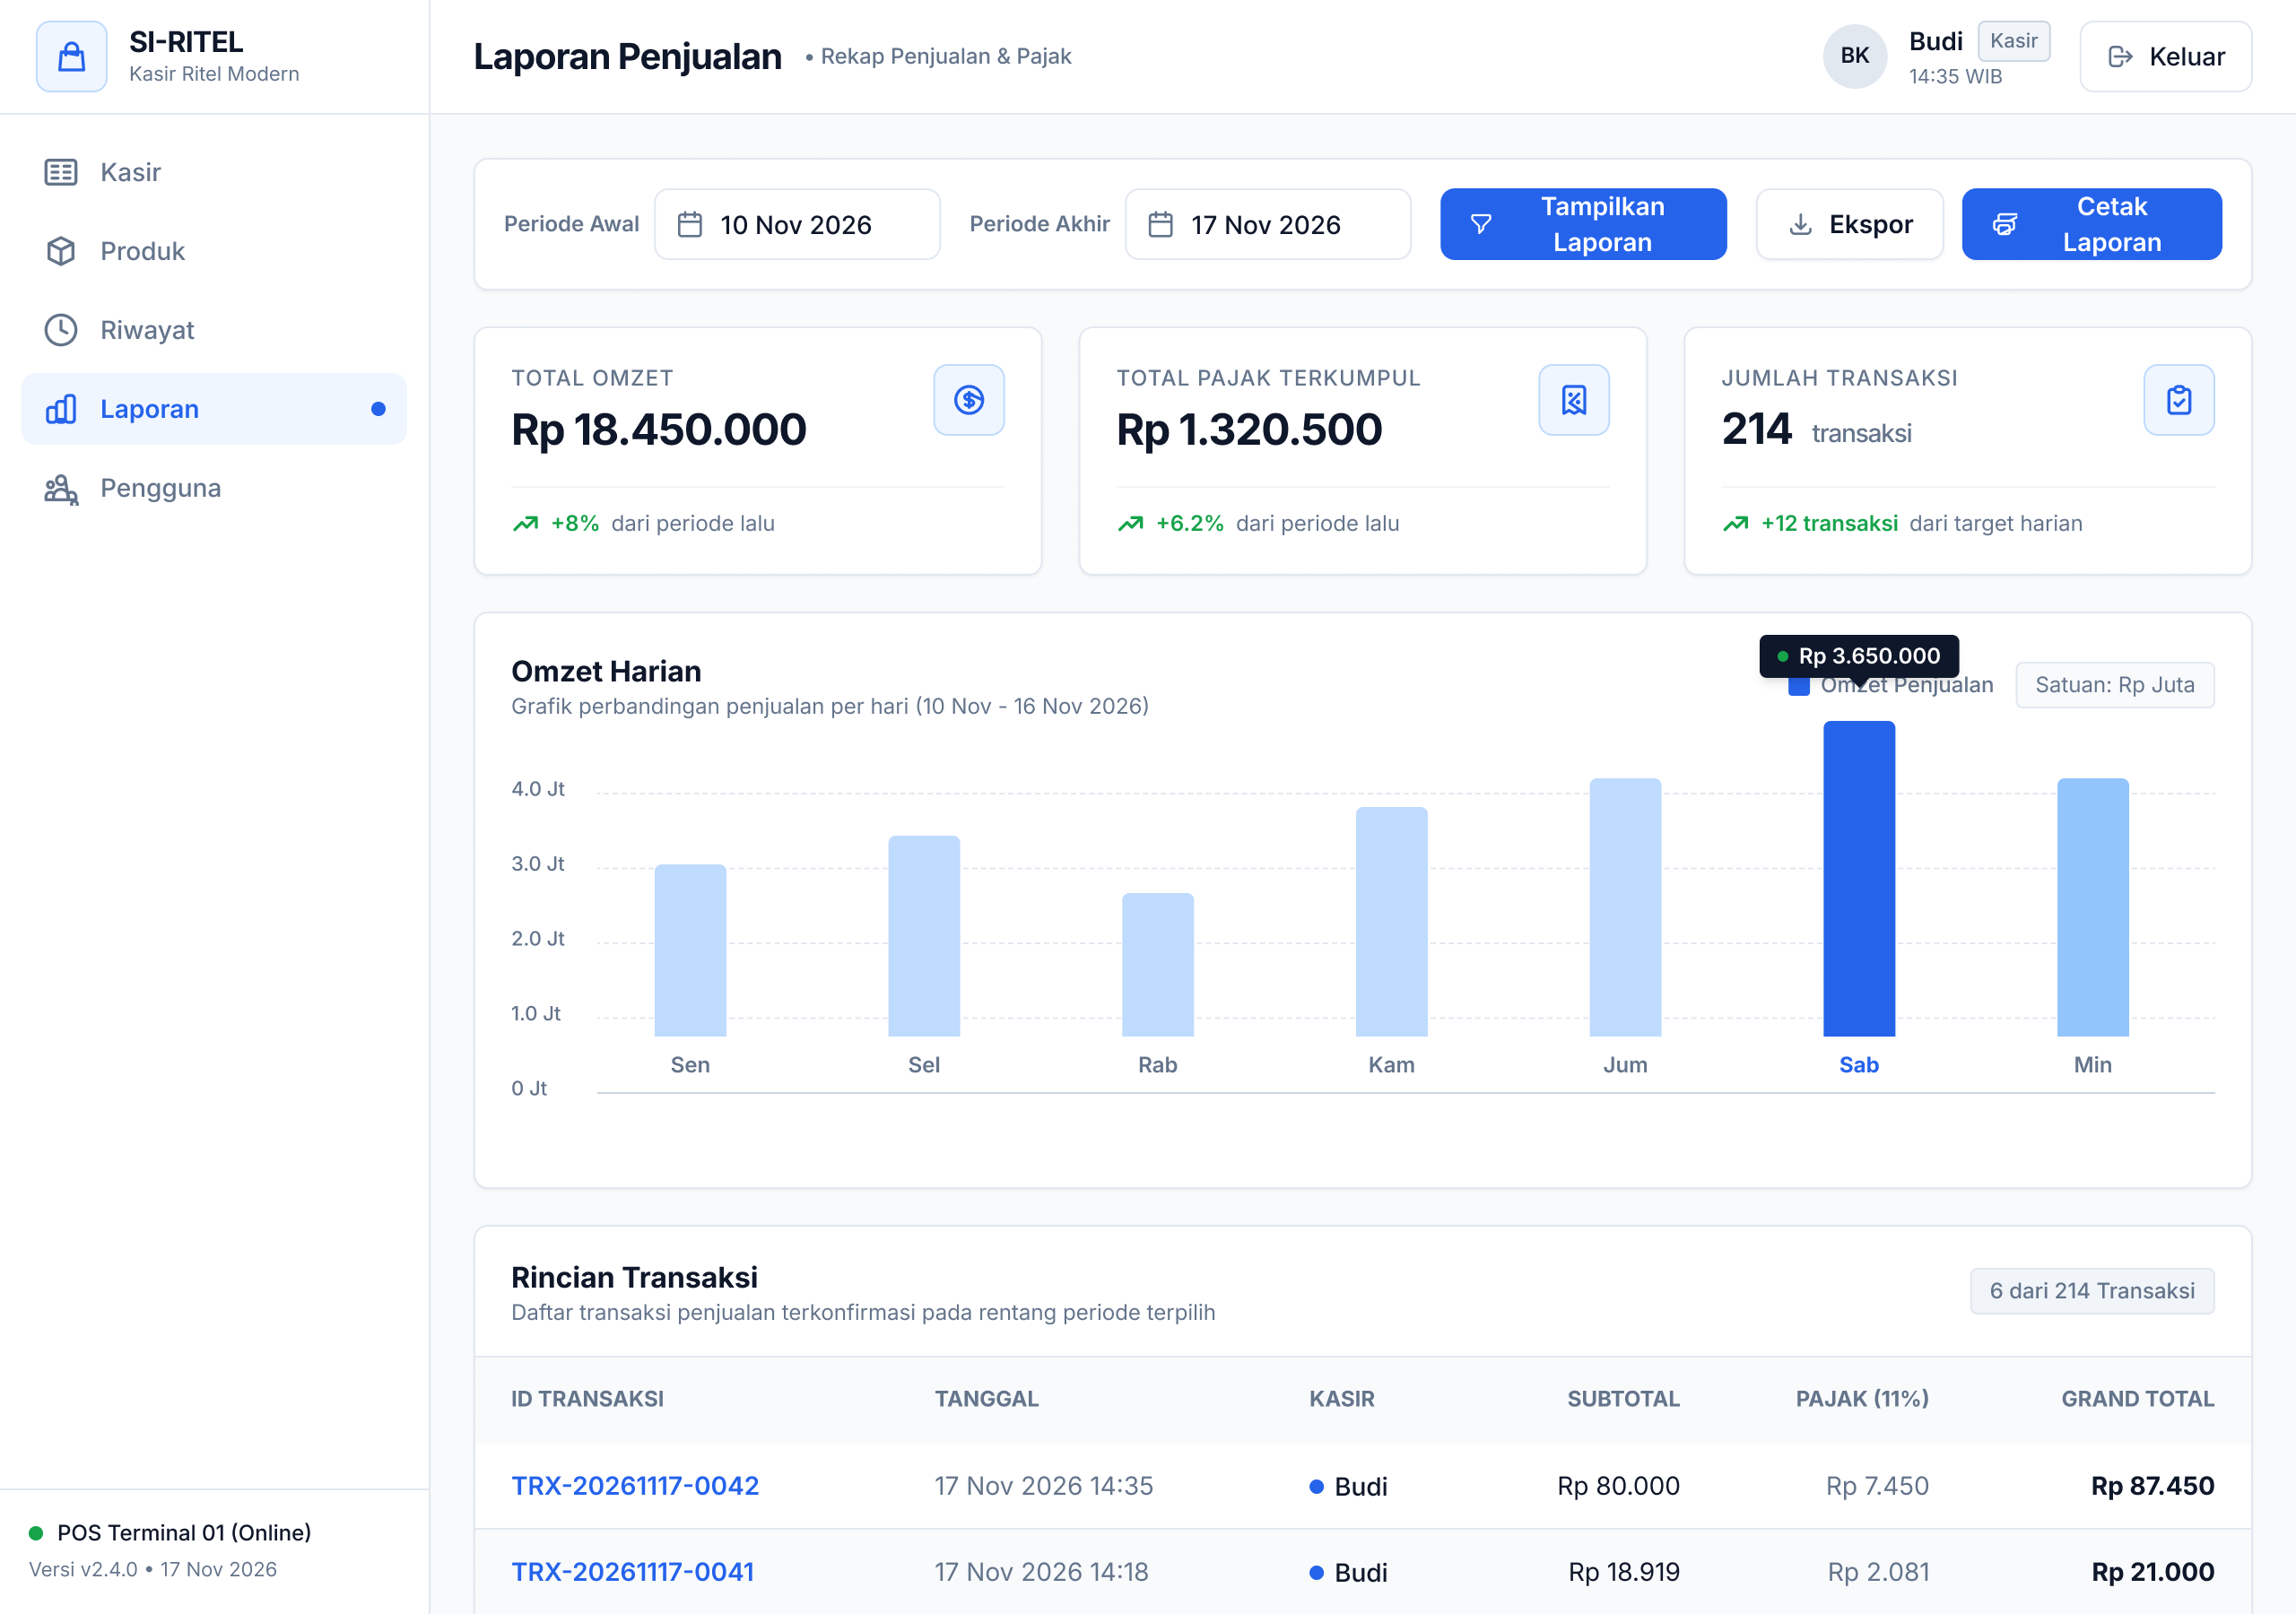 SI-RITEL
Kasir Ritel Modern
Kasir
Produk
Riwayat
Laporan
Pengguna
POS Terminal 01 (Online)
Versi v2.4.0 • 17 Nov 2026
Laporan Penjualan • Rekap Penjualan & Pajak
BK
Budi Kasir
14:35 WIB
Keluar
Periode Awal 10 Nov 2026
Periode Akhir 17 Nov 2026
Tampilkan
Laporan
Ekspor
Cetak
Laporan
TOTAL OMZET
Rp 18.450.000
+8% dari periode lalu
TOTAL PAJAK TERKUMPUL
Rp 1.320.500
+6.2% dari periode lalu
JUMLAH TRANSAKSI
214 transaksi
+12 transaksi dari target harian
Omzet Harian
Grafik perbandingan penjualan per hari (10 Nov - 16 Nov 2026)
Rp 3.650.000
Omzet Penjualan
Satuan: Rp Juta
4.0 Jt
3.0 Jt
2.0 Jt
1.0 Jt
0 Jt
Sen Sel Rab Kam Jum Sab Min
Rincian Transaksi
Daftar transaksi penjualan terkonfirmasi pada rentang periode terpilih
6 dari 214 Transaksi
ID TRANSAKSI TANGGAL KASIR SUBTOTAL PAJAK (11%) GRAND TOTAL
TRX-20261117-0042 17 Nov 2026 14:35 Budi Rp 80.000 Rp 7.450 Rp 87.450
TRX-20261117-0041 17 Nov 2026 14:18 Budi Rp 18.919 Rp 2.081 Rp 21.000